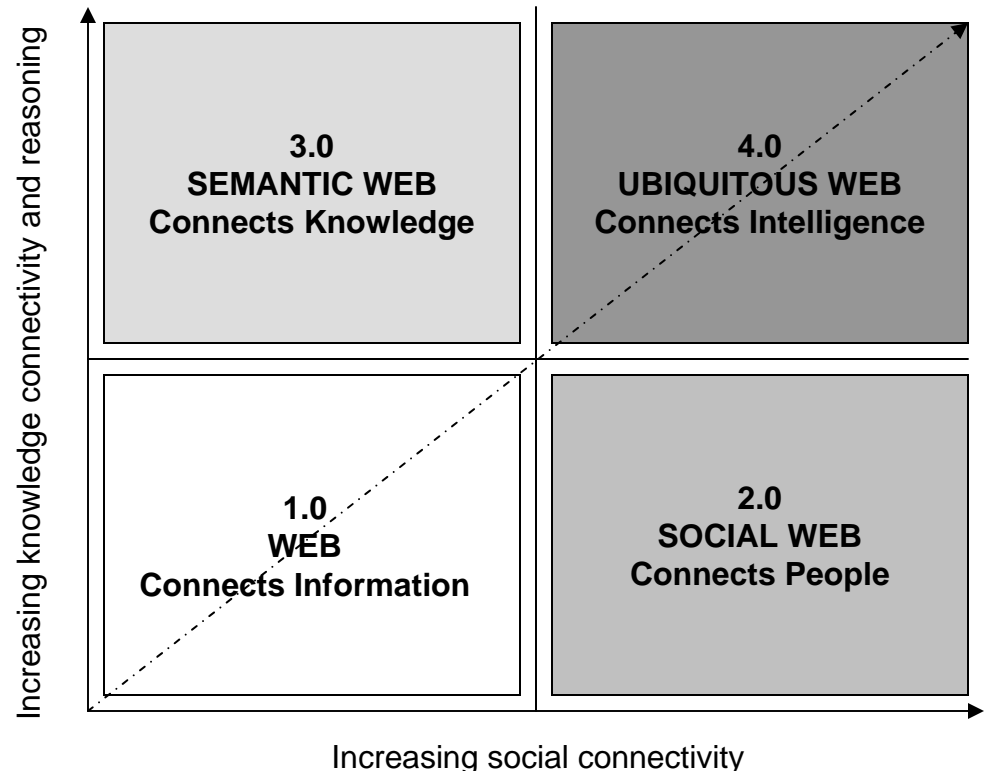 Increasing knowledge connectivity and reasoning
3.0
SEMANTIC WEB
Connects Knowledge
4.0
UBIQUITOUS WEB
Connects Intelligence
1.0
WEB
Connects Information
2.0
SOCIAL WEB
Connects People
Increasing social connectivity